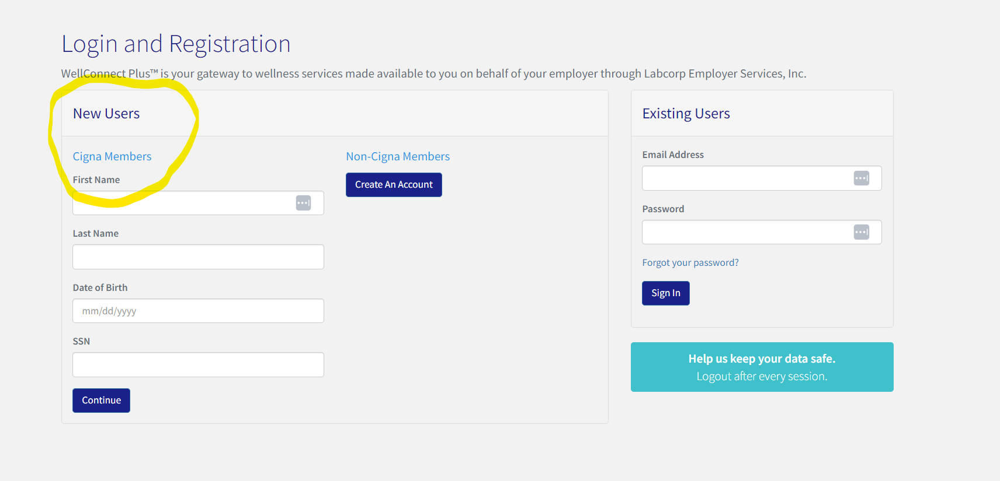 Login and Registration
WellConnect Plus™ is your gateway to wellness services made available to you on behalf of your employer through Labcorp Employer Services, Inc.
New Users
Cigna Members
First Name
Last Name
Date of Birth
mm/dd/yyyy
SSN
Continue
Non-Cigna Members
Create An Account
Existing Users
Email Address
Password
Forgot your password?
Sign In
Help us keep your data safe.
Logout after every session.